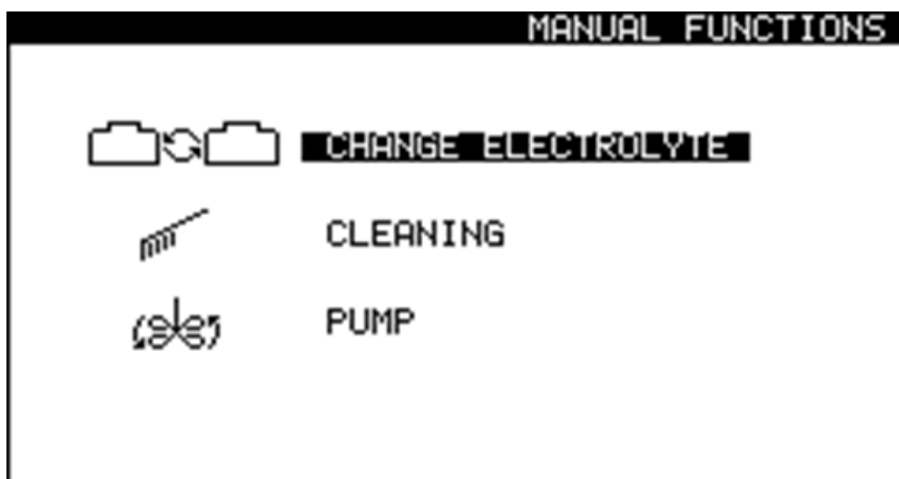 MANUAL FUNCTIONS
CHANGE ELECTROLYTE
CLEANING
PUMP